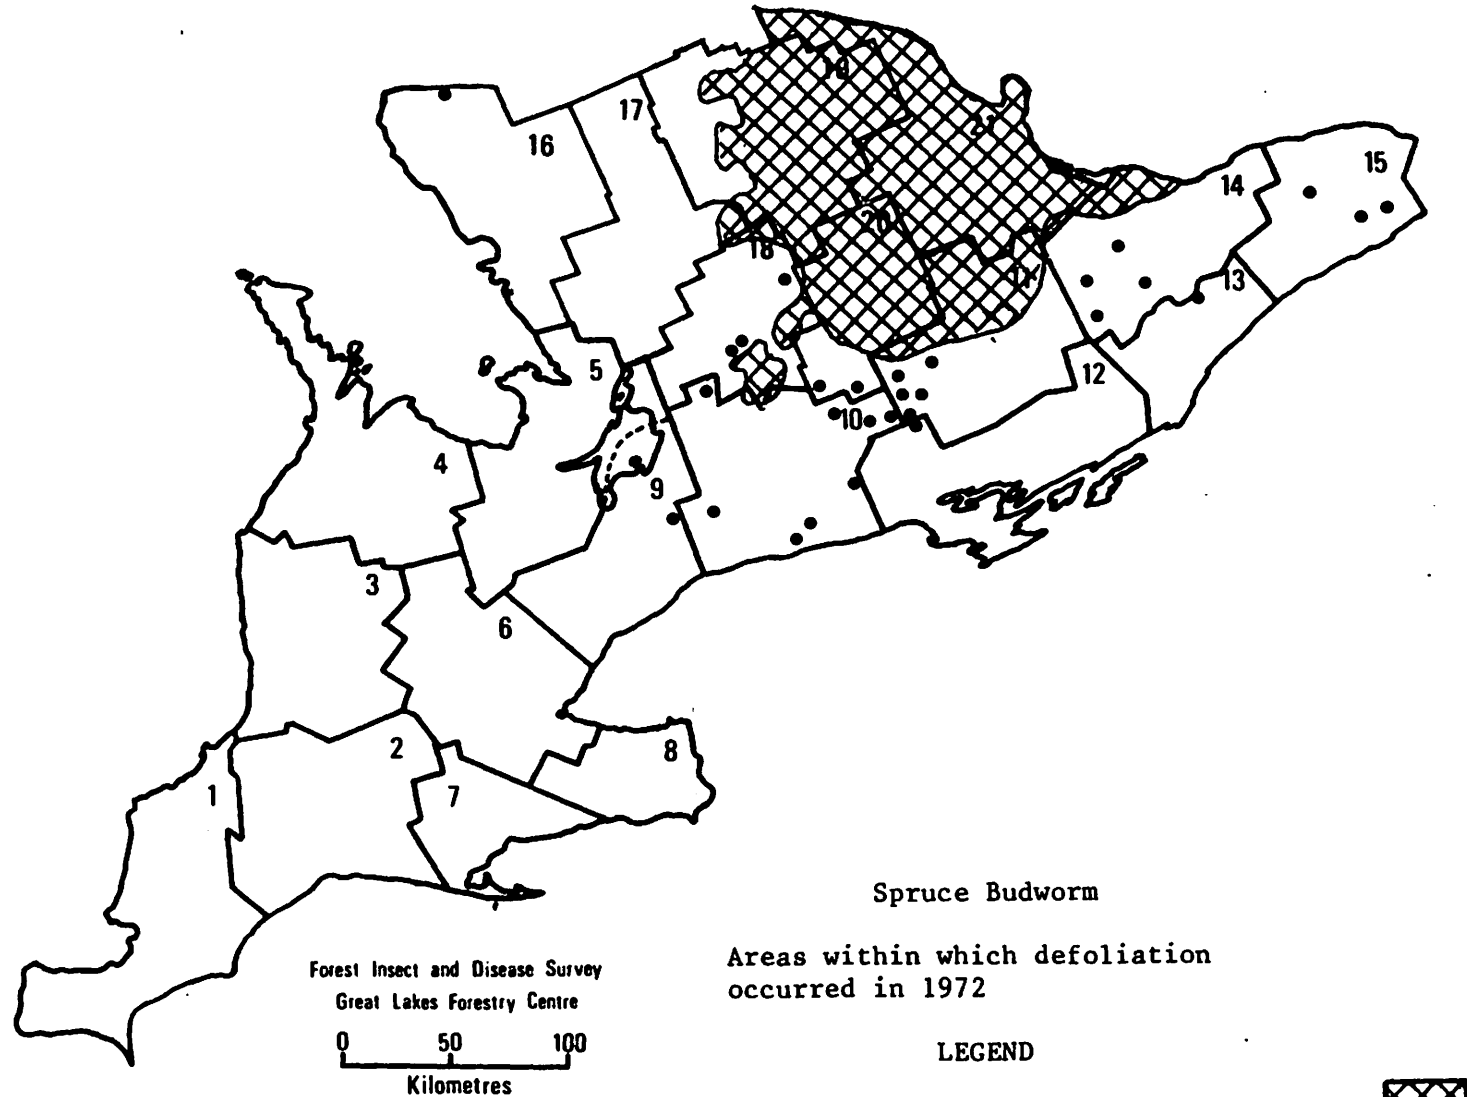 19
17
21
16
15
14
20
18
11
13
5
12
10
4
9
3
6
2
8
1
7
Spruce Budworm
Areas within which defoliation
occurred in 1972
Forest Insect and Disease Survey
Great Lakes Forestry Centre
0 50 100
Kilometres
LEGEND